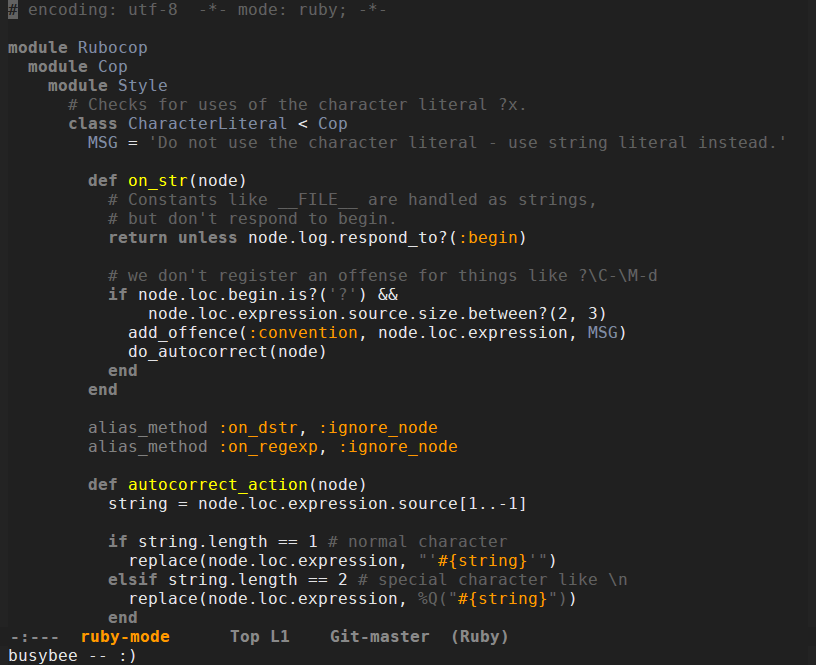 # encoding: utf-8  -*- mode: ruby; -*-

module Rubocop
  module Cop
    module Style
      # Checks for uses of the character literal ?x.
      class CharacterLiteral < Cop
        MSG = 'Do not use the character literal - use string literal instead.'

        def on_str(node)
          # Constants like __FILE__ are handled as strings,
          # but don't respond to begin.
          return unless node.log.respond_to?(:begin)

          # we don't register an offense for things like ?\C-\M-d
          if node.loc.begin.is?('?') &&
              node.loc.expression.source.size.between?(2, 3)
            add_offence(:convention, node.loc.expression, MSG)
            do_autocorrect(node)
          end
        end

        alias_method :on_dstr, :ignore_node
        alias_method :on_regexp, :ignore_node

        def autocorrect_action(node)
          string = node.loc.expression.source[1..-1]

          if string.length == 1 # normal character
            replace(node.loc.expression, "'#{string}'")
          elsif string.length == 2 # special character like \n
            replace(node.loc.expression, %Q("#{string}"))
          end
-:---  ruby-mode      Top L1    Git-master  (Ruby)
busybee -- :)